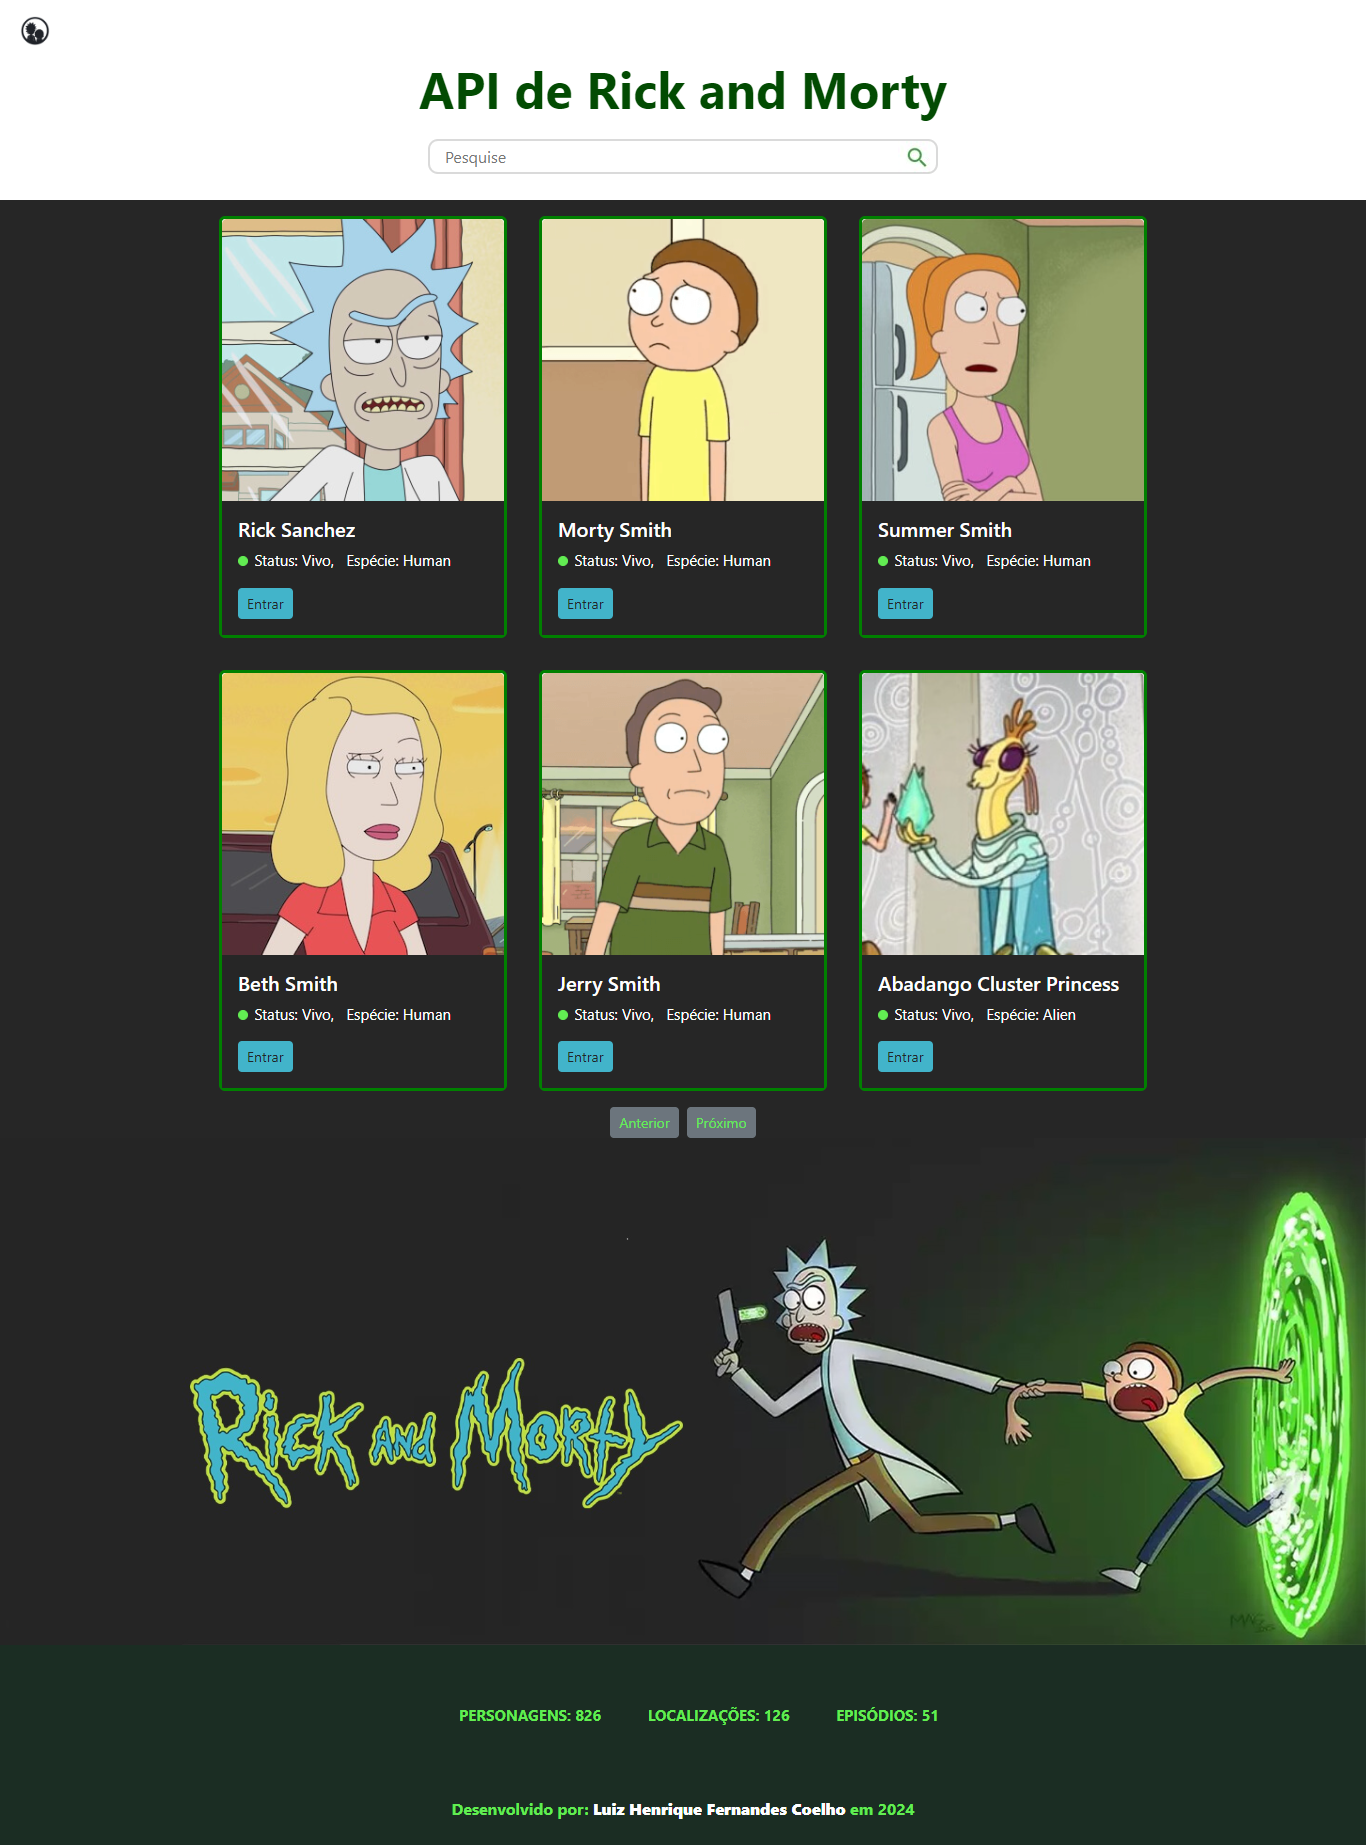 API de Rick and Morty
Pesquise
Rick Sanchez
Status: Vivo, Espécie: Human
Entrar
Morty Smith
Status: Vivo, Espécie: Human
Entrar
Summer Smith
Status: Vivo, Espécie: Human
Entrar
Beth Smith
Status: Vivo, Espécie: Human
Entrar
Jerry Smith
Status: Vivo, Espécie: Human
Entrar
Abadango Cluster Princess
Status: Vivo, Espécie: Alien
Entrar
Anterior Próximo
Rick and Morty
PERSONAGENS: 826 LOCALIZAÇÕES: 126 EPISÓDIOS: 51
Desenvolvido por: Luiz Henrique Fernandes Coelho em 2024